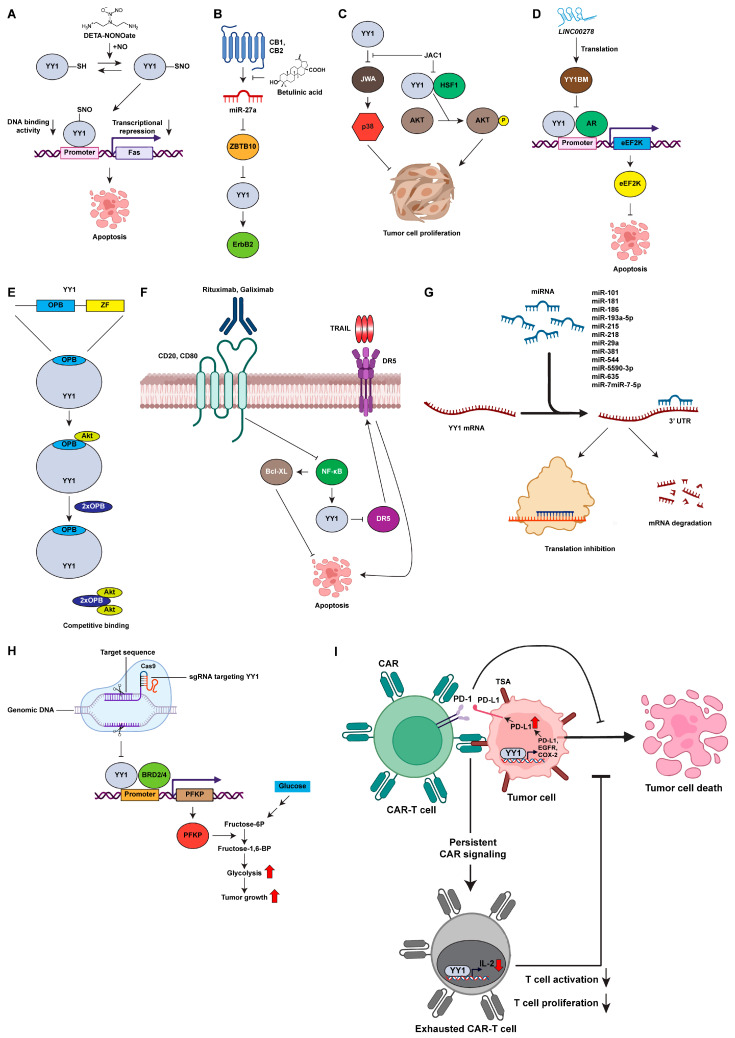 A
O⁻
N
NO
H₂N
N
NH₂
DETA-NONOate
+NO
YY1
SH
YY1
SNO
SNO
DNA binding
activity
YY1
Transcriptional
repression
Promoter
Fas
Apoptosis
B
CB1,
CB2
COOH
HO
Betulinic acid
miR-27a
ZBTB10
YY1
ErbB2
C
YY1
JAC1
JWA
YY1
HSF1
p38
AKT
AKT
P
Tumor cell proliferation
D
LINC00278
Translation
YY1BM
YY1
AR
Promoter
eEF2K
eEF2K
Apoptosis
E
YY1
OPB
ZF
OPB
YY1
Akt
OPB
YY1
2xOPB
OPB
YY1
Akt
2xOPB
Akt
Competitive binding
F
Rituximab, Galiximab
TRAIL
CD20, CD80
DR5
Bcl-XL
NF-κB
YY1
DR5
Apoptosis
G
miRNA
miR-101
miR-181
miR-186
miR-193a-5p
miR-215
miR-218
miR-29a
miR-381
miR-544
miR-5590-3p
miR-635
miR-7miR-7-5p
YY1 mRNA
3' UTR
Translation inhibition
mRNA degradation
H
Target sequence
Cas9
sgRNA targeting YY1
Genomic DNA
YY1
BRD2/4
Promoter
PFKP
Glucose
PFKP
Fructose-6P
Fructose-1,6-BP
Glycolysis
Tumor growth
I
CAR
TSA
PD-1
PD-L1
PD-L1
PD-L1,
EGFR,
COX-2
YY1
CAR-T cell
Tumor cell
Tumor cell death
Persistent
CAR signaling
YY1
IL-2
T cell activation
T cell proliferation
Exhausted CAR-T cell